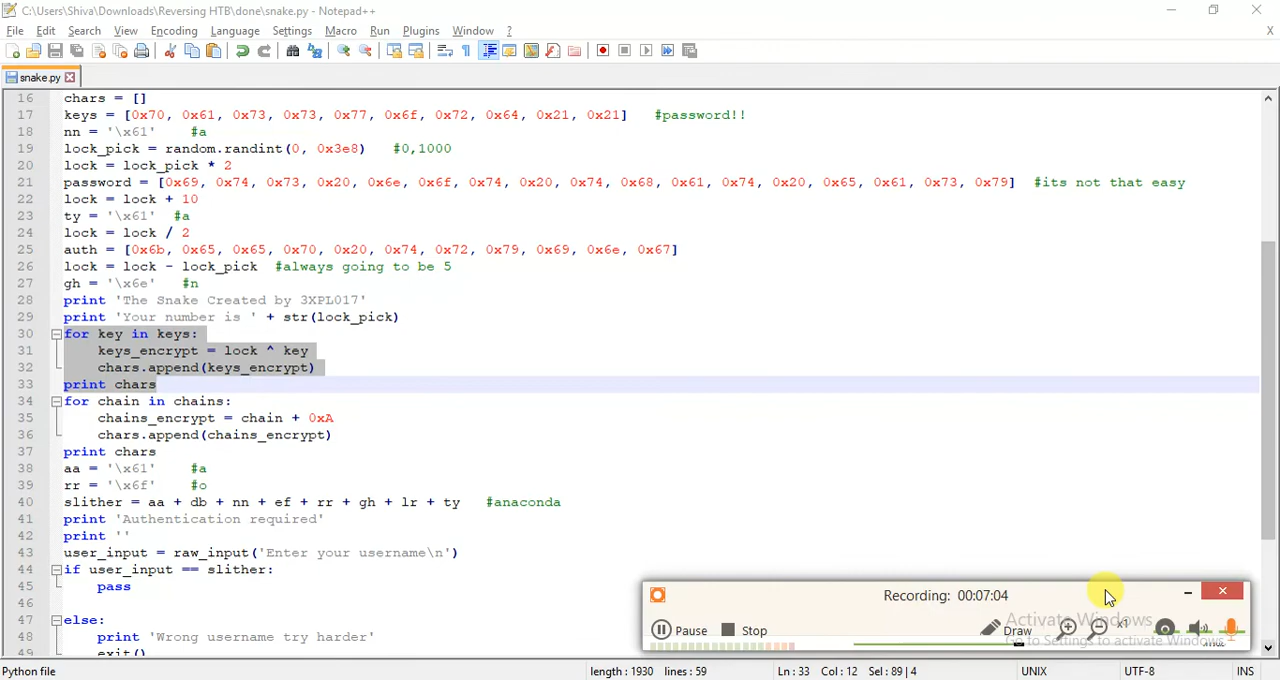 C:\Users\Shiva\Downloads\Reversing HTB\done\snake.py - Notepad++
File Edit Search View Encoding Language Settings Macro Run Plugins Window ? X
snake.py
16 chars = []
17 keys = [0x70, 0x61, 0x73, 0x73, 0x77, 0x6f, 0x72, 0x64, 0x21, 0x21] #password!!
18 nn = '\x61' #a
19 lock_pick = random.randint(0, 0x3e8) #0,1000
20 lock = lock_pick * 2
21 password = [0x69, 0x74, 0x73, 0x20, 0x6e, 0x6f, 0x74, 0x20, 0x74, 0x68, 0x61, 0x74, 0x20, 0x65, 0x61, 0x73, 0x79] #its not that easy
22 lock = lock + 10
23 ty = '\x61' #a
24 lock = lock / 2
25 auth = [0x6b, 0x65, 0x65, 0x70, 0x20, 0x74, 0x72, 0x79, 0x69, 0x6e, 0x67]
26 lock = lock - lock_pick #always going to be 5
27 gh = '\x6e' #n
28 print 'The Snake Created by 3XPL017'
29 print 'Your number is ' + str(lock_pick)
30 for key in keys:
31 keys_encrypt = lock ^ key
32 chars.append(keys_encrypt)
33 print chars
34 for chain in chains:
35 chains_encrypt = chain + 0xA
36 chars.append(chains_encrypt)
37 print chars
38 aa = '\x61' #a
39 rr = '\x6f' #o
40 slither = aa + db + nn + ef + rr + gh + lr + ty #anaconda
41 print 'Authentication required'
42 print ''
43 user_input = raw_input('Enter your username\n')
44 if user_input == slither:
45 pass
46
47 else:
48 print 'Wrong username try harder'
49 exit()
Recording: 00:07:04
Pause Stop Draw x1
Activate Windows
Go to Settings to activate Windows.
Python file length : 1930 lines : 59 Ln : 33 Col : 12 Sel : 89 | 4 UNIX UTF-8 INS